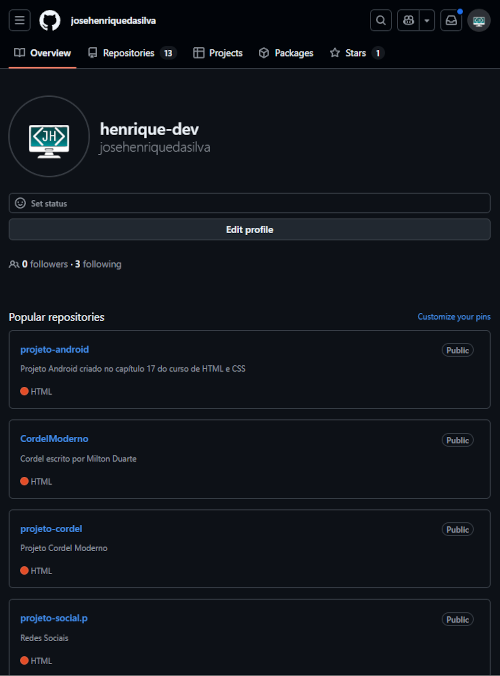 josehenriquedasilva
Overview Repositories 13 Projects Packages Stars 1
JH
henrique-dev
josehenriquedasilva
Set status
Edit profile
0 followers · 3 following
Popular repositories Customize your pins
projeto-android Public
Projeto Android criado no capítulo 17 do curso de HTML e CSS
HTML
CordelModerno Public
Cordel escrito por Milton Duarte
HTML
projeto-cordel Public
Projeto Cordel Moderno
HTML
projeto-social.p Public
Redes Sociais
HTML